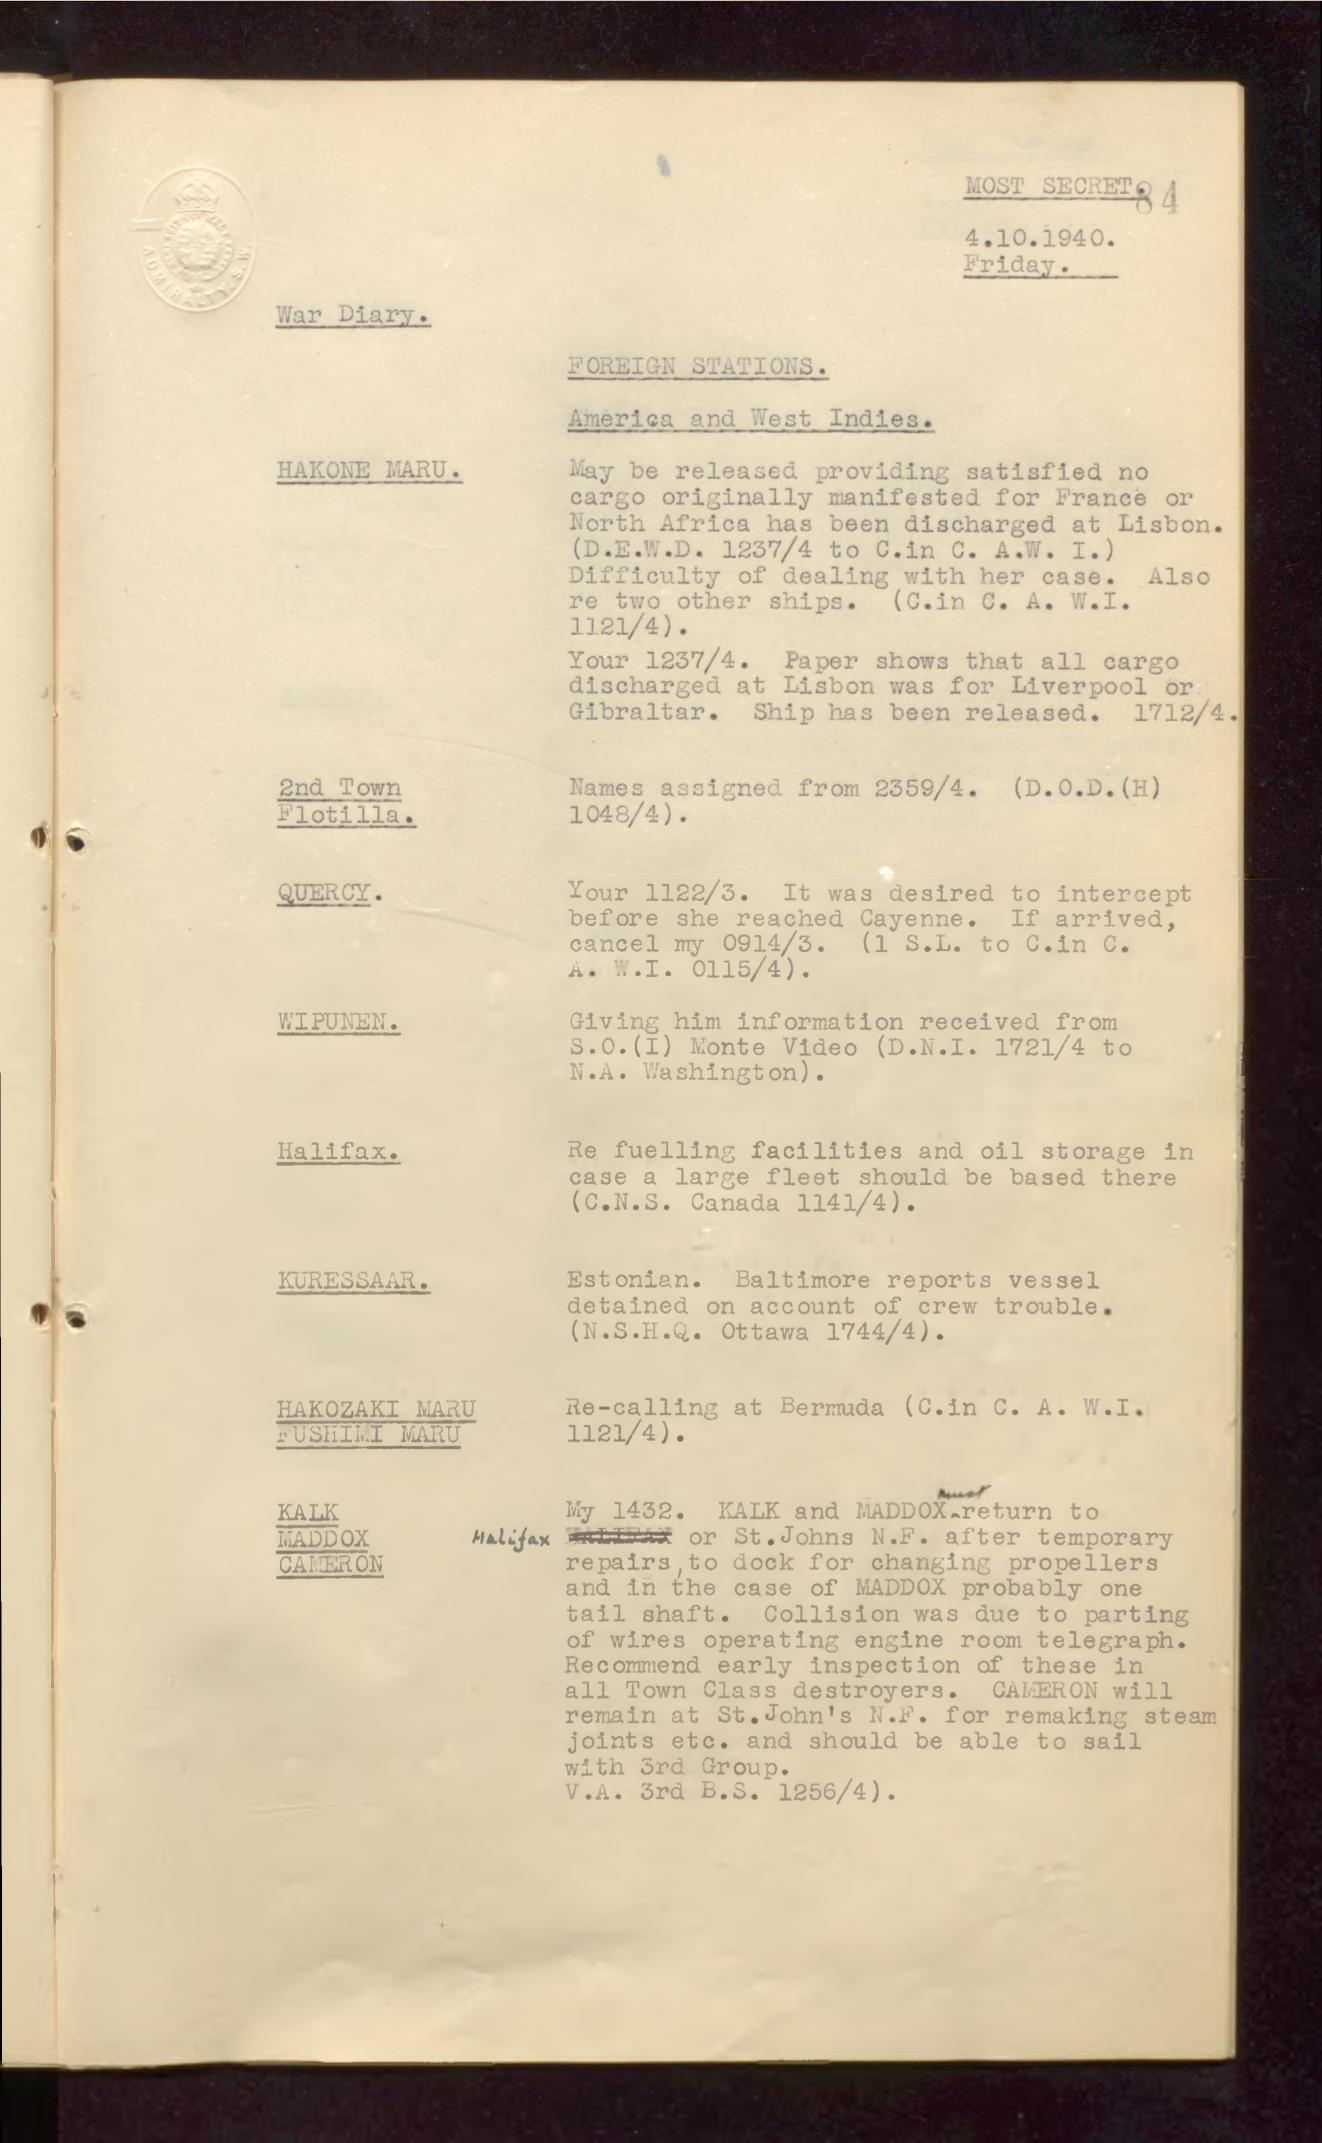 ADMIRALTY. S.W.
MOST SECRET.
84
4.10.1940.
Friday.
War Diary.
FOREIGN STATIONS.
America and West Indies.
HAKONE MARU.
May be released providing satisfied no
cargo originally manifested for France or
North Africa has been discharged at Lisbon.
(D.E.W.D. 1237/4 to C.in C. A.W. I.)
Difficulty of dealing with her case. Also
re two other ships. (C.in C. A. W.I.
1121/4).
Your 1237/4. Paper shows that all cargo
discharged at Lisbon was for Liverpool or
Gibraltar. Ship has been released. 1712/4.
2nd Town
Flotilla.
Names assigned from 2359/4. (D.O.D.(H)
1048/4).
QUERCY.
Your 1122/3. It was desired to intercept
before she reached Cayenne. If arrived,
cancel my 0914/3. (1 S.L. to C.in C.
A. W.I. 0115/4).
WIPUNEN.
Giving him information received from
S.O.(I) Monte Video (D.N.I. 1721/4 to
N.A. Washington).
Halifax.
Re fuelling facilities and oil storage in
case a large fleet should be based there
(C.N.S. Canada 1141/4).
KURESSAAR.
Estonian. Baltimore reports vessel
detained on account of crew trouble.
(N.S.H.Q. Ottawa 1744/4).
HAKOZAKI MARU
FUSHIMI MARU
Re-calling at Bermuda (C.in C. A. W.I.
1121/4).
KALK
MADDOX
CAMERON
must
My 1432. KALK and MADDOX return to
Halifax or St.Johns N.F. after temporary
repairs, to dock for changing propellers
and in the case of MADDOX probably one
tail shaft. Collision was due to parting
of wires operating engine room telegraph.
Recommend early inspection of these in
all Town Class destroyers. CAMERON will
remain at St.John's N.F. for remaking steam
joints etc. and should be able to sail
with 3rd Group.
V.A. 3rd B.S. 1256/4).